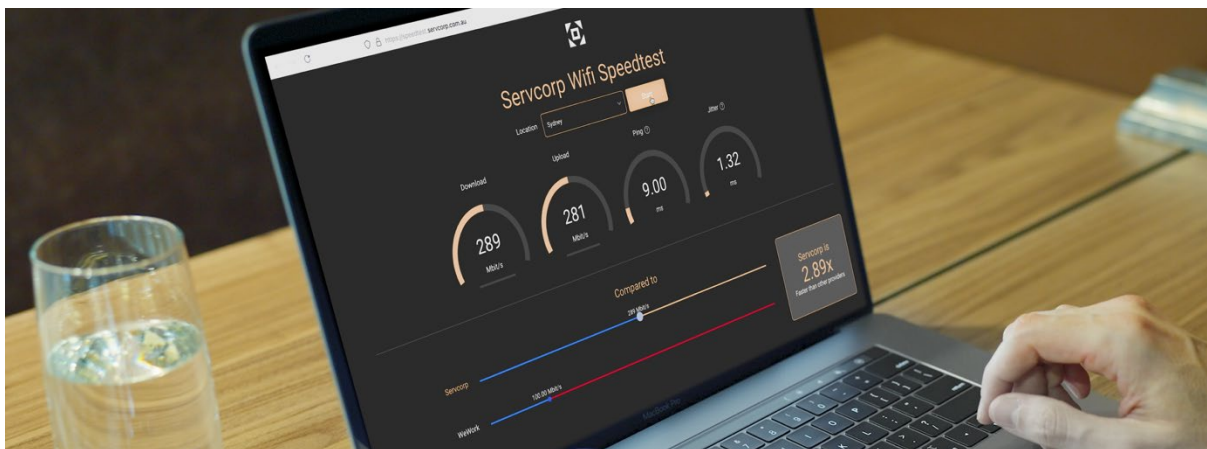 https://speedtest.servcorp.com.au
Servcorp Wifi Speedtest
Location
Sydney
Start
Download
Upload
Ping
Jitter
289
Mbit/s
281
Mbit/s
9.00
ms
1.32
ms
Compared to
289 Mbit/s
Servcorp
100.00 Mbit/s
WeWork
Servcorp is
2.89x
Faster than other providers
MacBook Pro